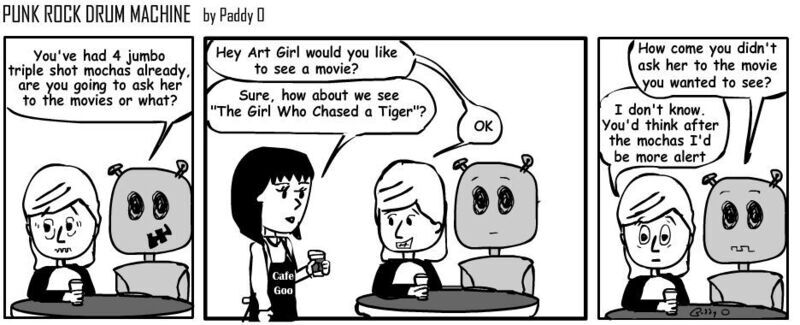 PUNK ROCK DRUM MACHINE by Paddy O
You've had 4 jumbo
triple shot mochas already,
are you going to ask her
to the movies or what?
Hey Art Girl would you like
to see a movie?
Sure, how about we see
"The Girl Who Chased a Tiger"?
OK
Cafe
Goo
How come you didn't
ask her to the movie
you wanted to see?
I don't know.
You'd think after
the mochas I'd
be more alert
Paddy O